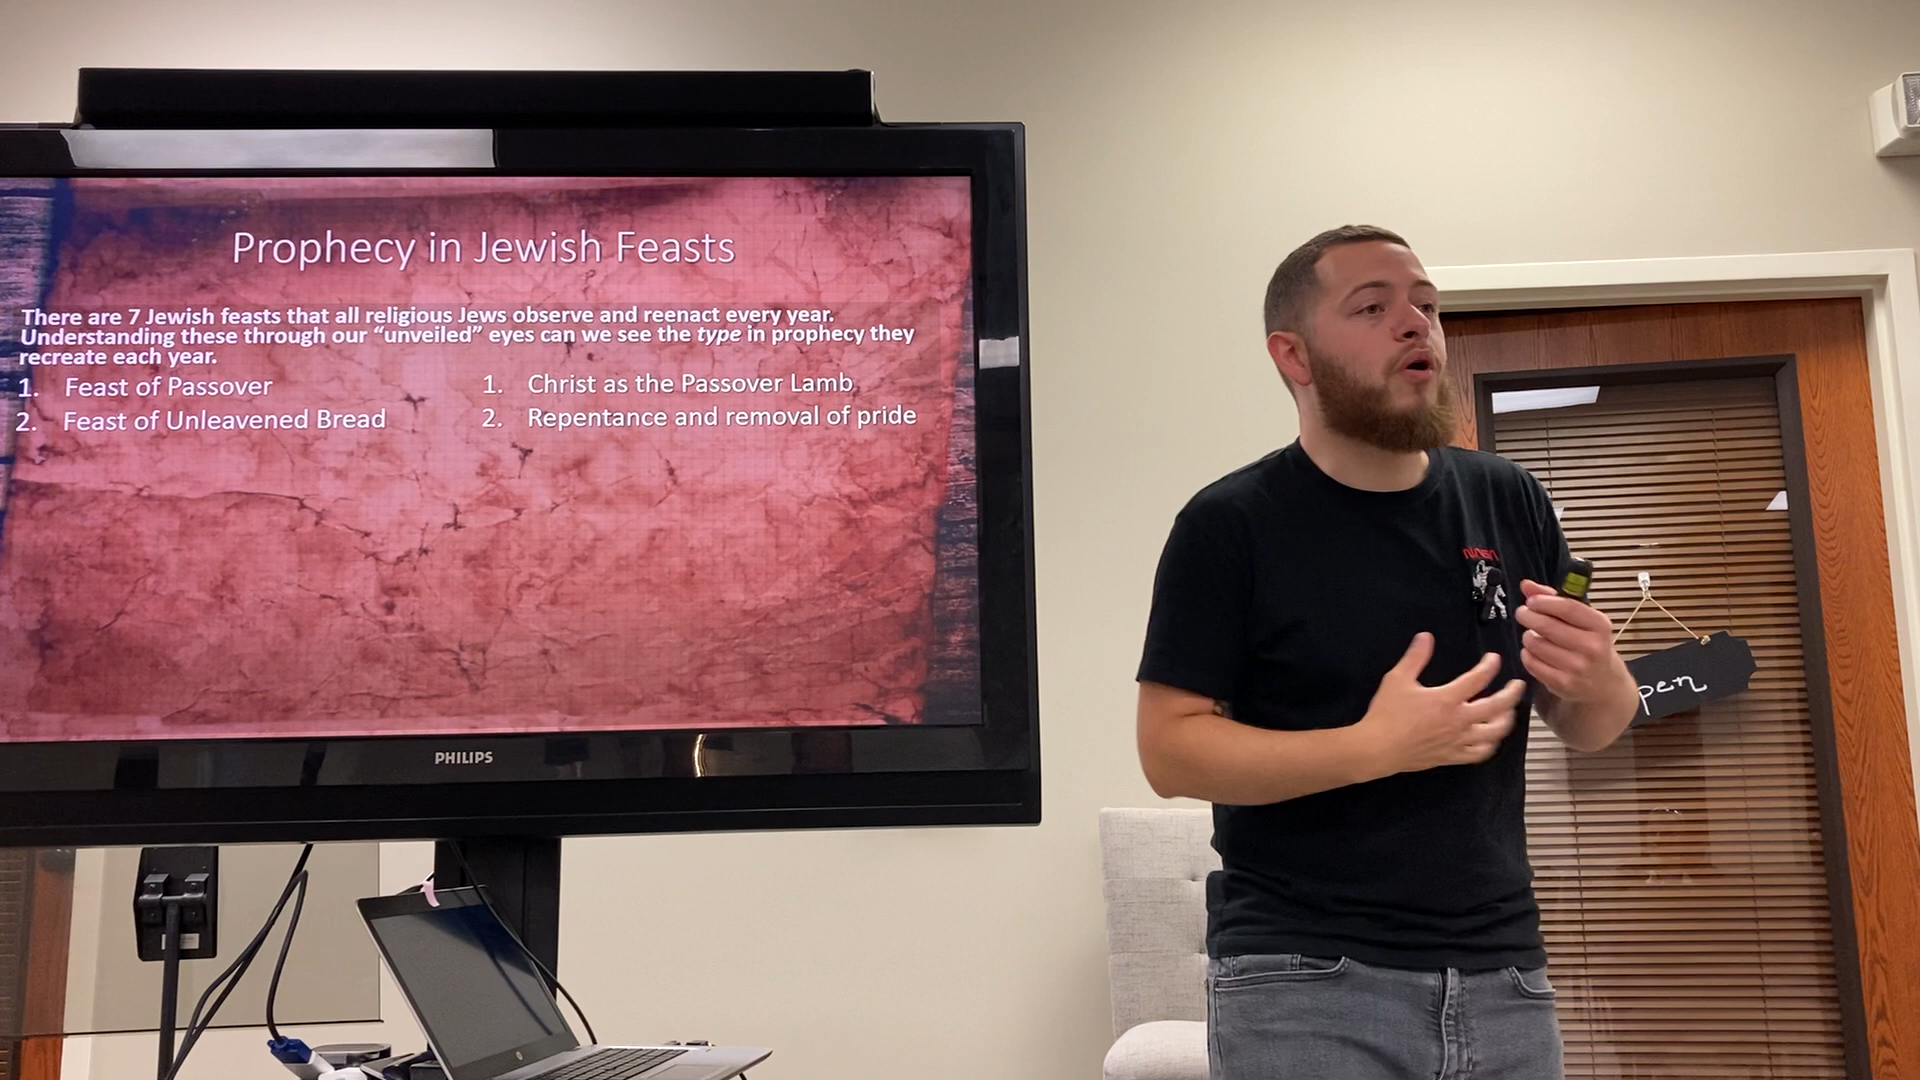 Prophecy in Jewish Feasts
There are 7 Jewish feasts that all religious Jews observe and reenact every year.
Understanding these through our “unveiled” eyes can we see the type in prophecy they
recreate each year.
1. Feast of Passover
2. Feast of Unleavened Bread
1. Christ as the Passover Lamb
2. Repentance and removal of pride
PHILIPS
NASA
pen